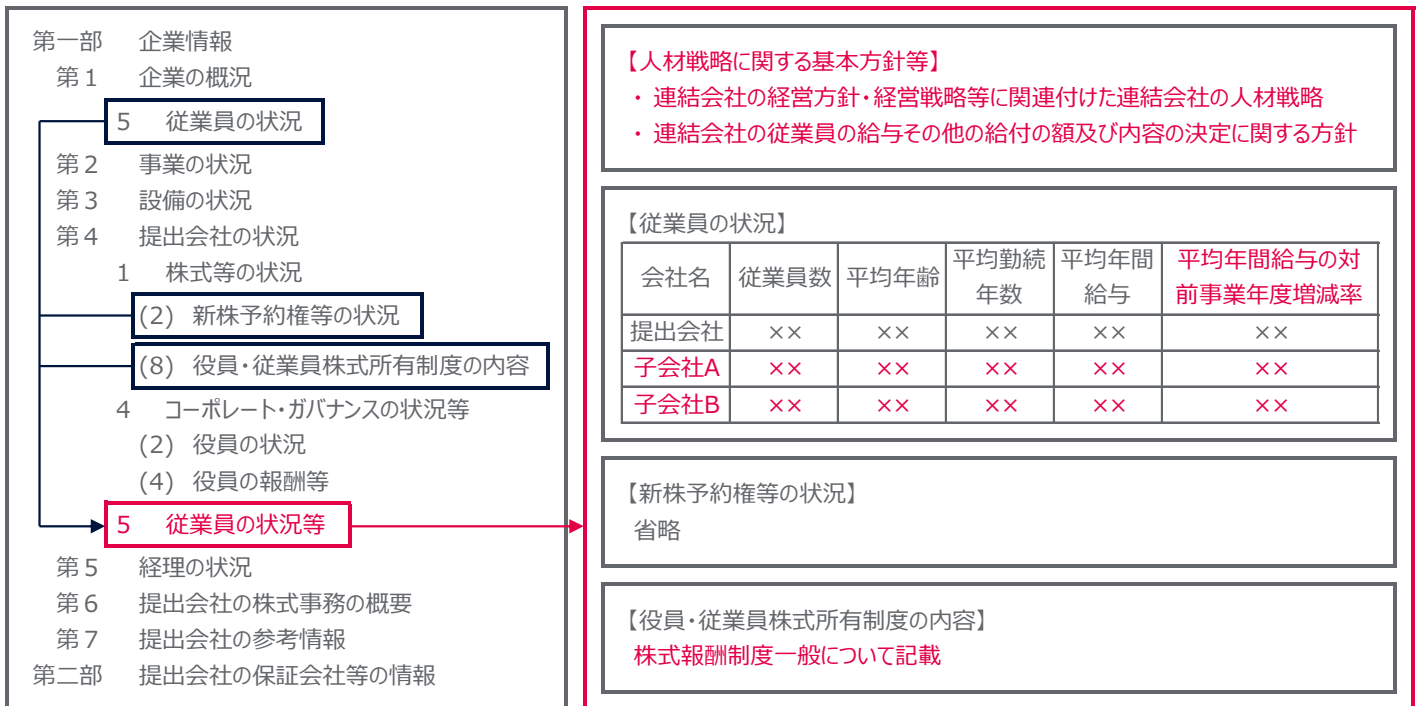 第一部 企業情報
第1 企業の概況
5 従業員の状況
第2 事業の状況
第3 設備の状況
第4 提出会社の状況
1 株式等の状況
(2) 新株予約権等の状況
(8) 役員・従業員株式所有制度の内容
4 コーポレート・ガバナンスの状況等
(2) 役員の状況
(4) 役員の報酬等
5 従業員の状況等
第5 経理の状況
第6 提出会社の株式事務の概要
第7 提出会社の参考情報
第二部 提出会社の保証会社等の情報
【人材戦略に関する基本方針等】
・ 連結会社の経営方針・経営戦略等に関連付けた連結会社の人材戦略
・ 連結会社の従業員の給与その他の給付の額及び内容の決定に関する方針
【従業員の状況】
会社名 従業員数 平均年齢 平均勤続年数 平均年間給与 平均年間給与の対前事業年度増減率
提出会社 ×× ×× ×× ×× ××
子会社A ×× ×× ×× ×× ××
子会社B ×× ×× ×× ×× ××
【新株予約権等の状況】
省略
【役員・従業員株式所有制度の内容】
株式報酬制度一般について記載